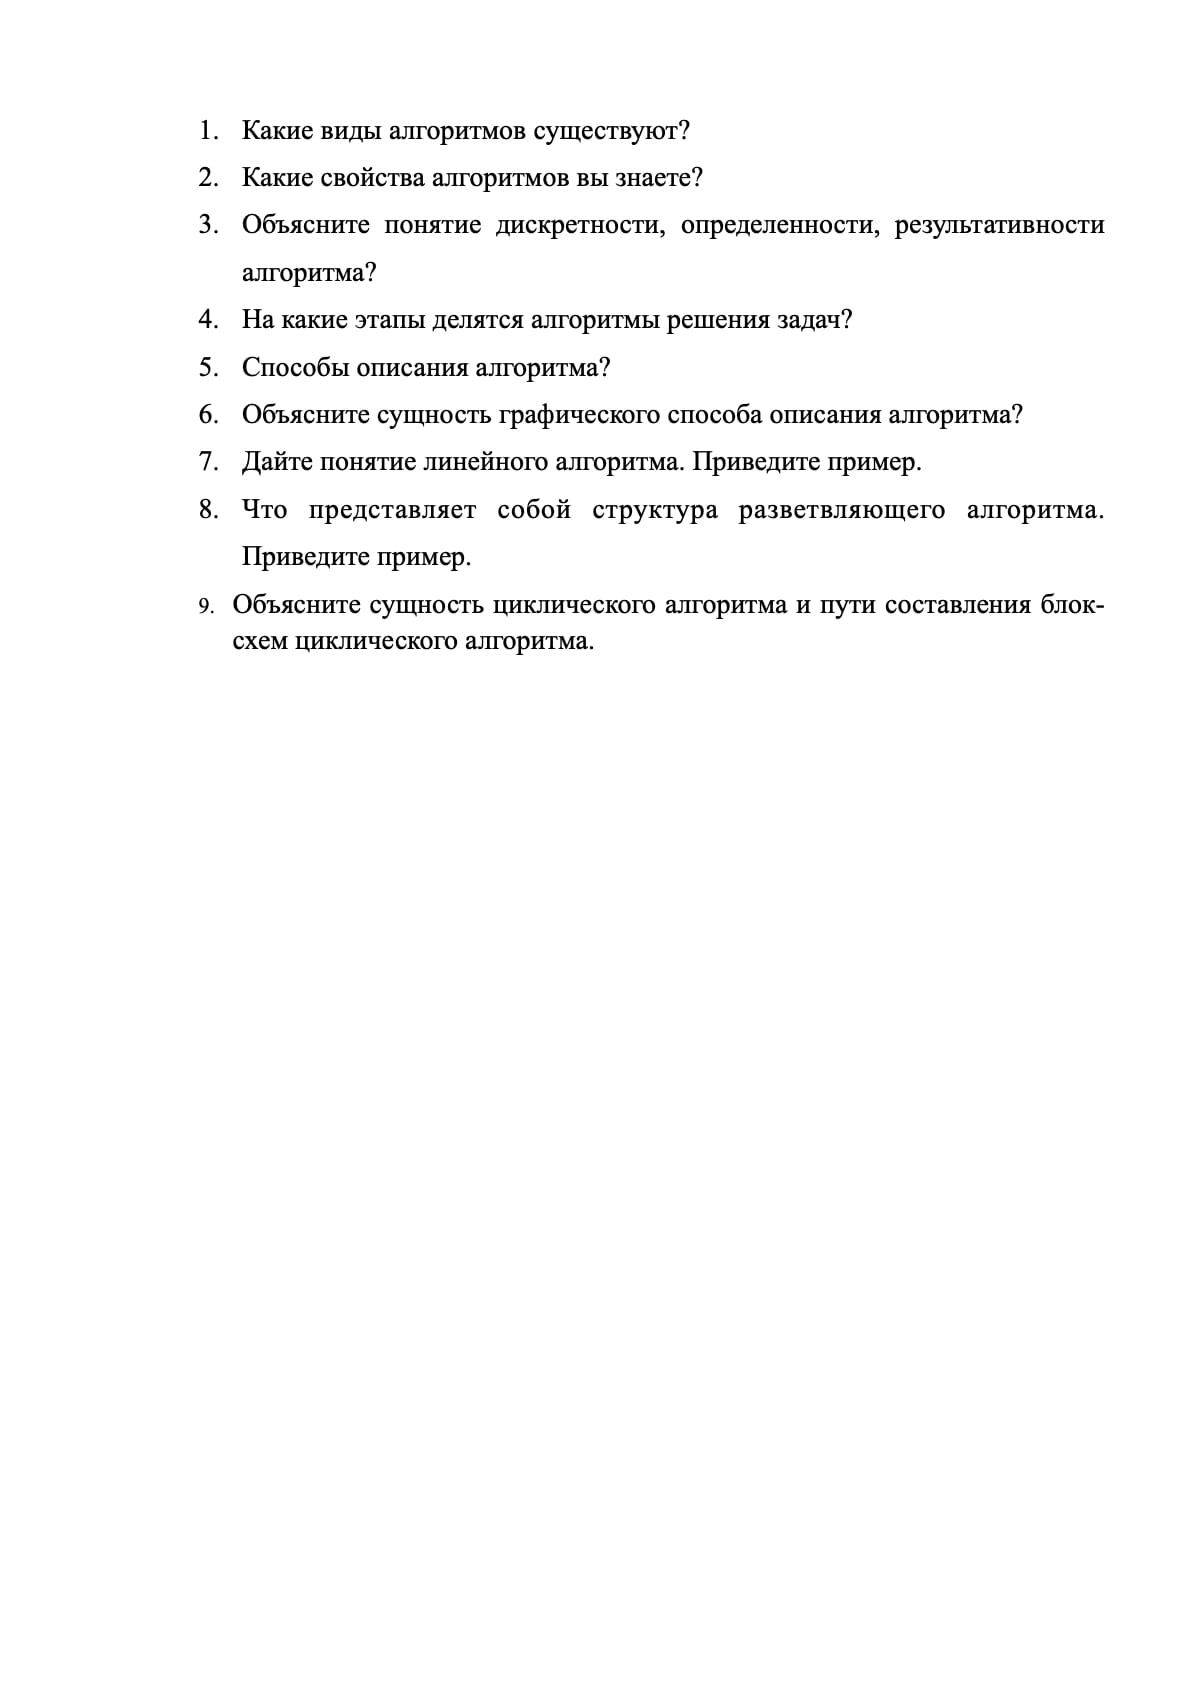 1. Какие виды алгоритмов существуют?
2. Какие свойства алгоритмов вы знаете?
3. Объясните понятие дискретности, определенности, результативности
алгоритма?
4. На какие этапы делятся алгоритмы решения задач?
5. Способы описания алгоритма?
6. Объясните сущность графического способа описания алгоритма?
7. Дайте понятие линейного алгоритма. Приведите пример.
8. Что представляет собой структура разветвляющего алгоритма.
Приведите пример.
9. Объясните сущность циклического алгоритма и пути составления блок-
схем циклического алгоритма.